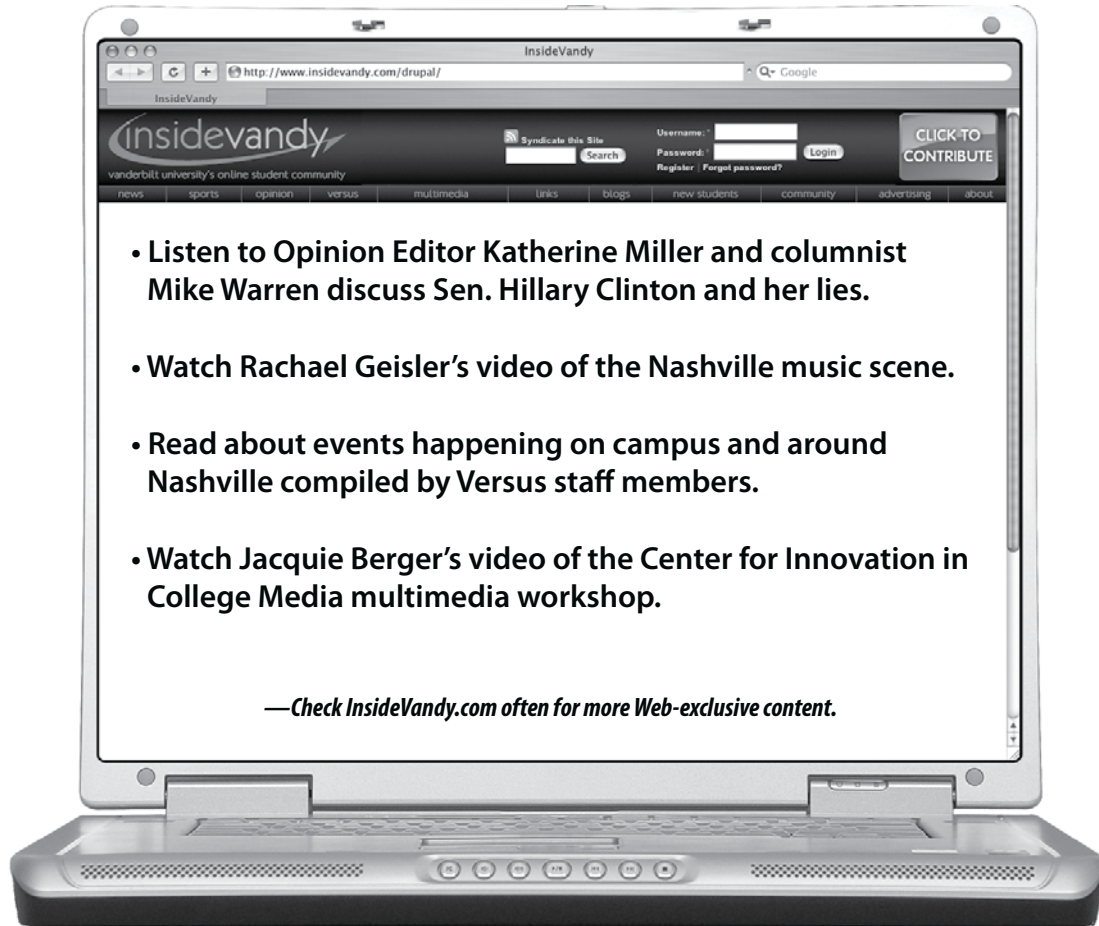 InsideVandy
http://www.insidevandy.com/drupal/
Google
InsideVandy
insidevandy
vanderbilt university's online student community
Syndicate this Site
Search
Username: *
Password: *
Login
Register | Forgot password?
CLICK TO
CONTRIBUTE
news sports opinion versus multimedia links blogs new students community advertising about
• Listen to Opinion Editor Katherine Miller and columnist
Mike Warren discuss Sen. Hillary Clinton and her lies.
• Watch Rachael Geisler’s video of the Nashville music scene.
• Read about events happening on campus and around
Nashville compiled by Versus staff members.
• Watch Jacquie Berger’s video of the Center for Innovation in
College Media multimedia workshop.
—Check InsideVandy.com often for more Web-exclusive content.